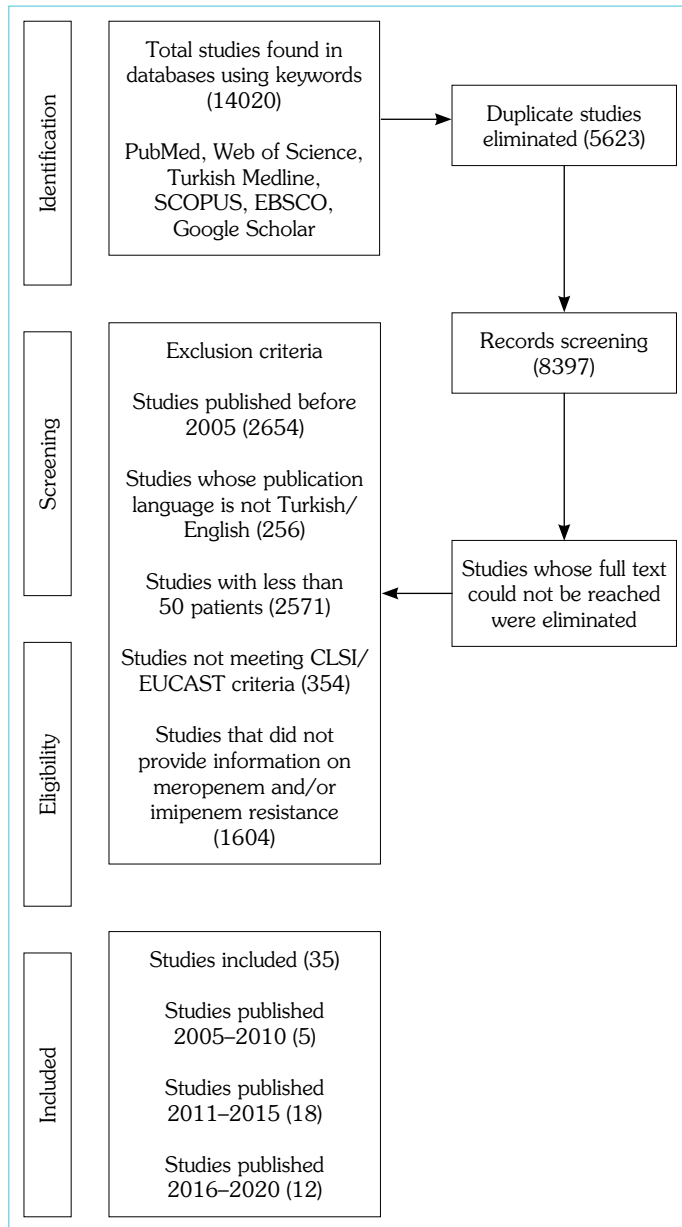 Identification
Total studies found in
databases using keywords
(14020)
PubMed, Web of Science,
Turkish Medline,
SCOPUS, EBSCO,
Google Scholar
Duplicate studies
eliminated (5623)
Records screening
(8397)
Studies whose full text
could not be reached
were eliminated
Screening
Eligibility
Exclusion criteria
Studies published before
2005 (2654)
Studies whose publication
language is not Turkish/
English (256)
Studies with less than
50 patients (2571)
Studies not meeting CLSI/
EUCAST criteria (354)
Studies that did not
provide information on
meropenem and/or
imipenem resistance
(1604)
Included
Studies included (35)
Studies published
2005–2010 (5)
Studies published
2011–2015 (18)
Studies published
2016–2020 (12)